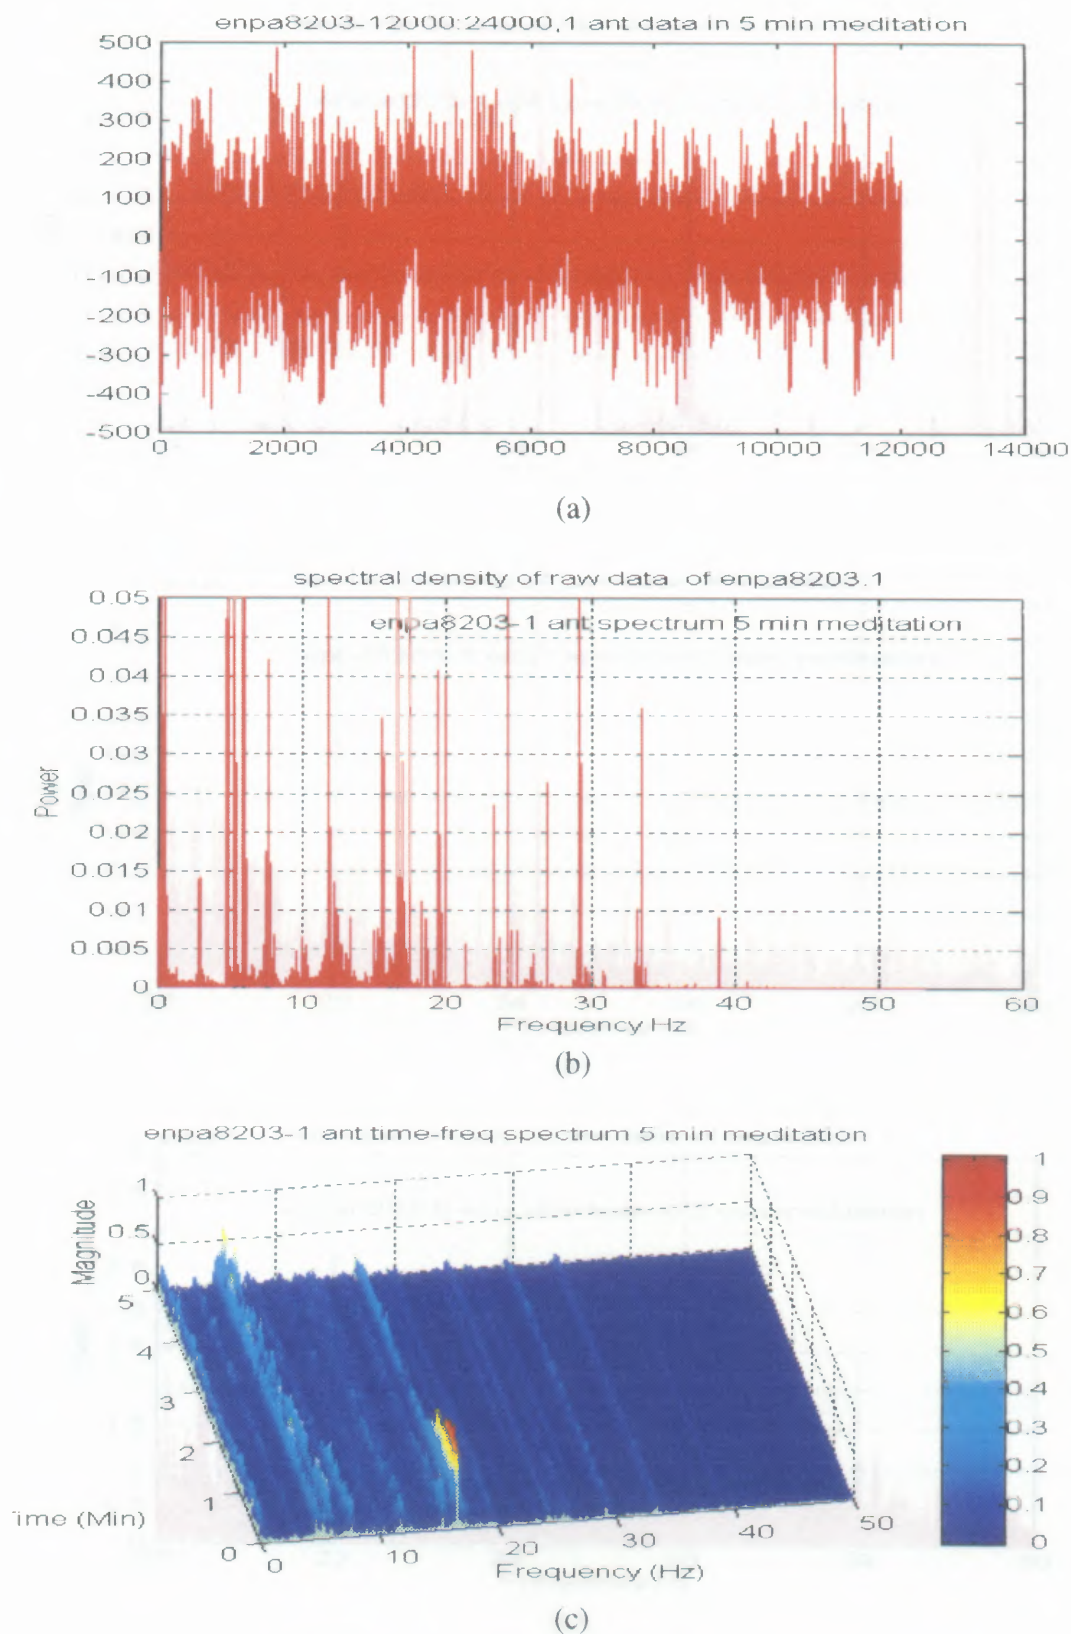 enpa8203-12000:24000,1 ant data in 5 min meditation
500
400
300
200
100
0
-100
-200
-300
-400
-500
0 2000 4000 6000 8000 10000 12000 14000
(a)
spectral density of raw data of enpa8203.1
enpa8203-1 ant spectrum 5 min meditation
0.05
0.045
0.04
0.035
0.03
0.025
0.02
0.015
0.01
0.005
0
Power
0 10 20 30 40 50 60
Frequency Hz
(b)
enpa8203-1 ant time-freq spectrum 5 min meditation
1
0.5
0
Magnitude
5
4
3
2
1
0
ime (Min)
0 10 20 30 40 50
Frequency (Hz)
1
0.9
0.8
0.7
0.6
0.5
0.4
0.3
0.2
0.1
0
(c)